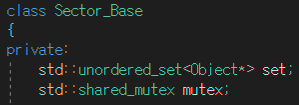 class Sector_Base
{
private:
    std::unordered_set<Object*> set;
    std::shared_mutex mutex;